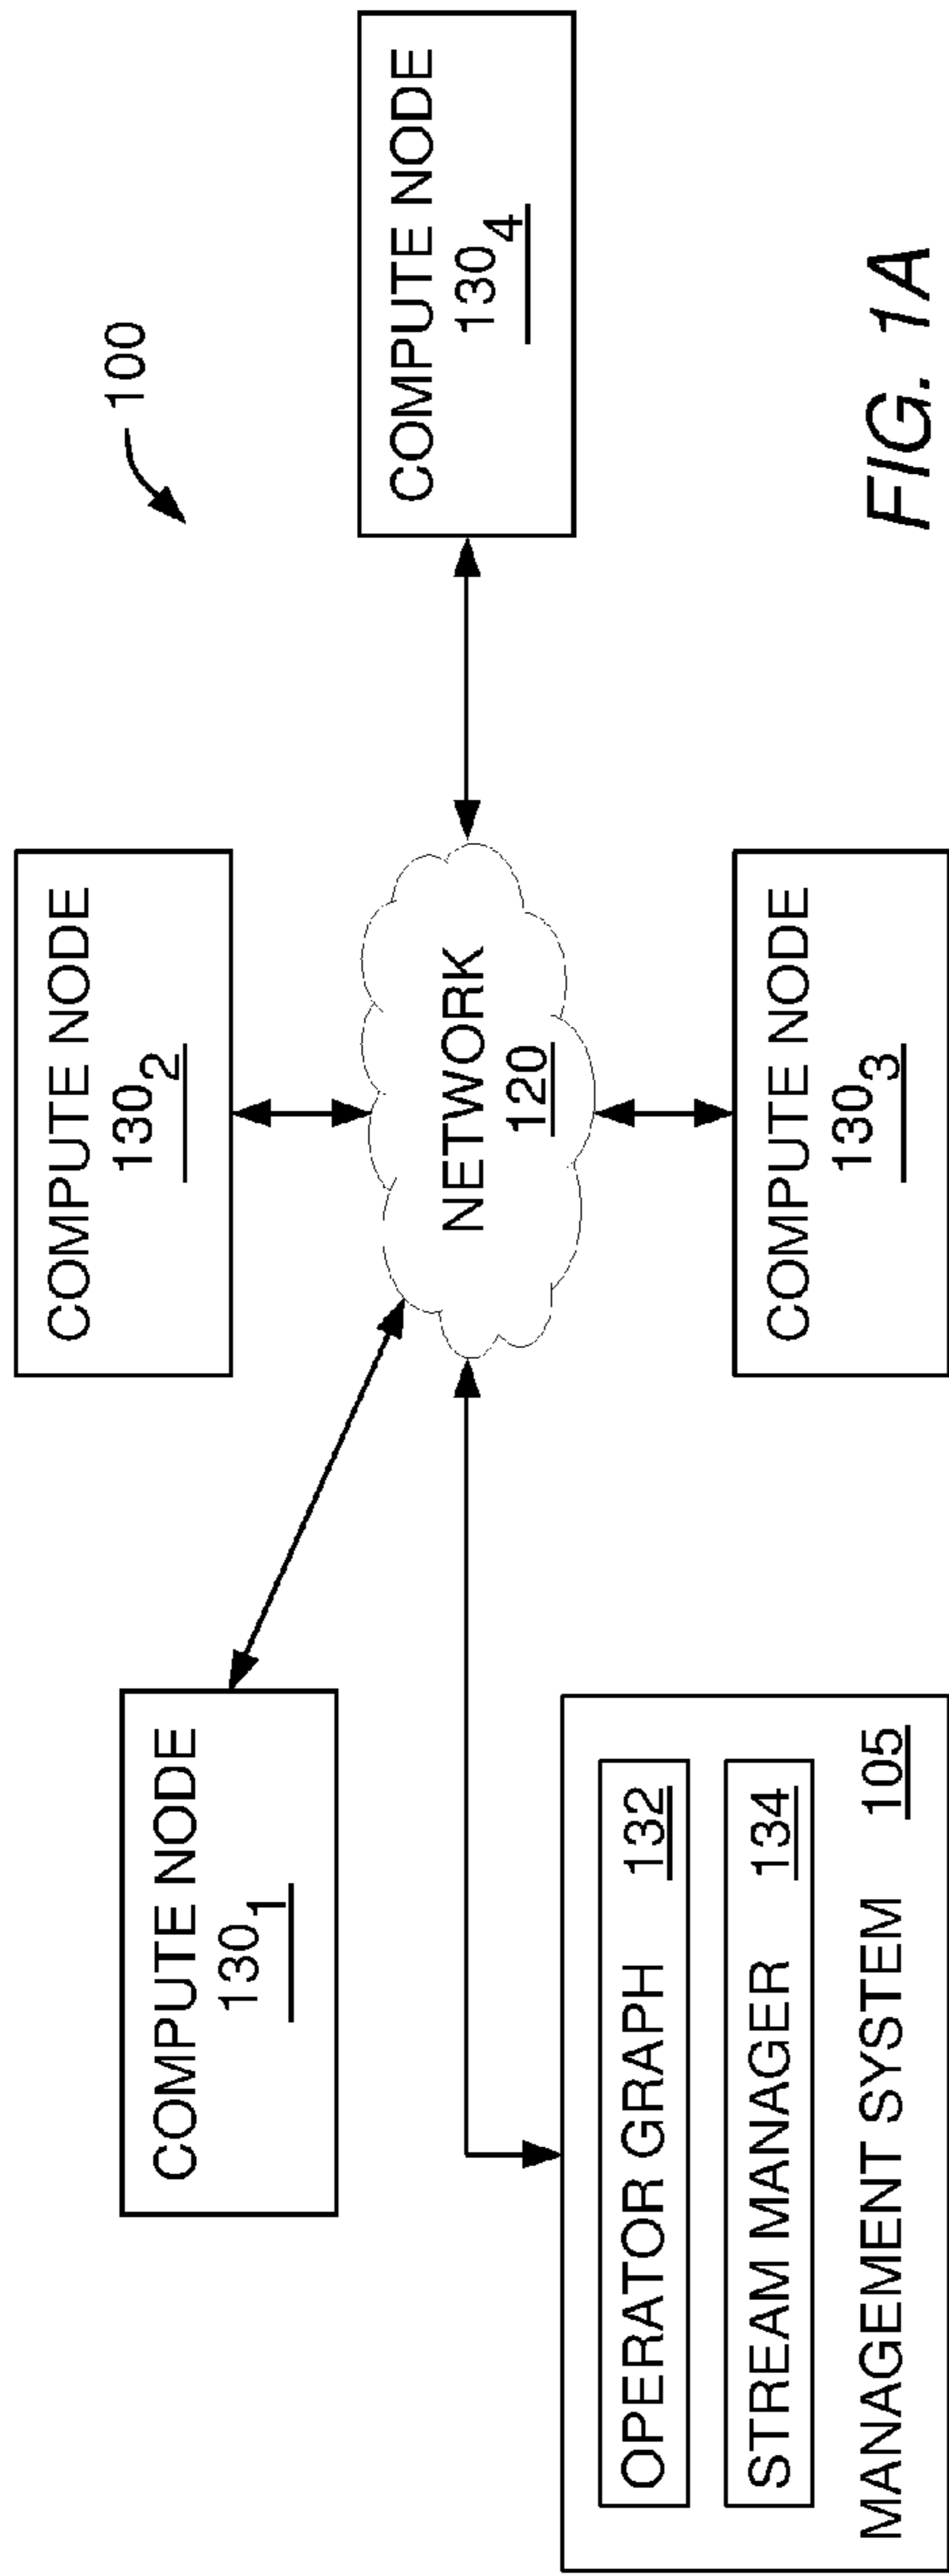 100
COMPUTE NODE
130₂
COMPUTE NODE
130₁
COMPUTE NODE
130₄
NETWORK
120
OPERATOR GRAPH 132
STREAM MANAGER 134
MANAGEMENT SYSTEM 105
COMPUTE NODE
130₃
FIG. 1A